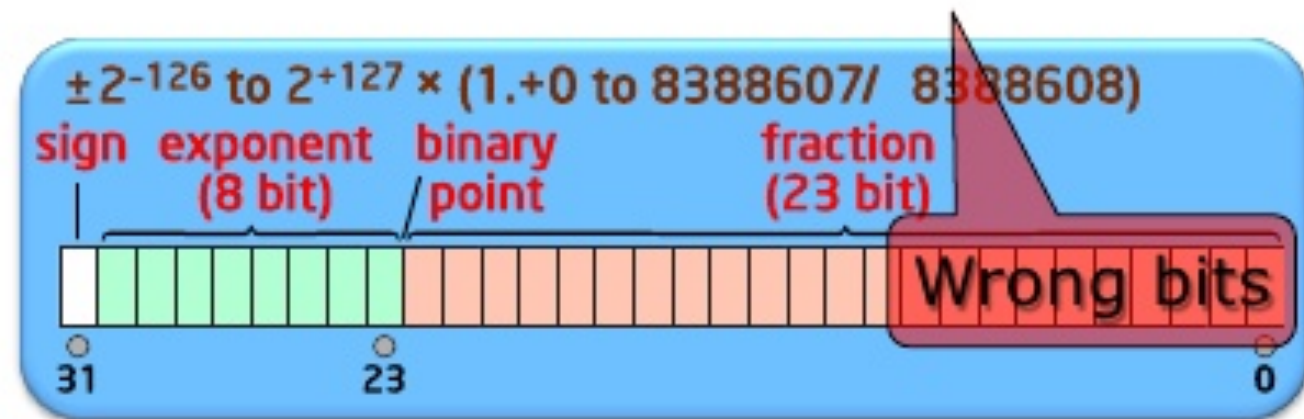 ±2⁻¹²⁶ to 2⁺¹²⁷ × (1.+0 to 8388607/ 8388608)
sign exponent binary fraction
(8 bit) point (23 bit)
Wrong bits
31 23 0